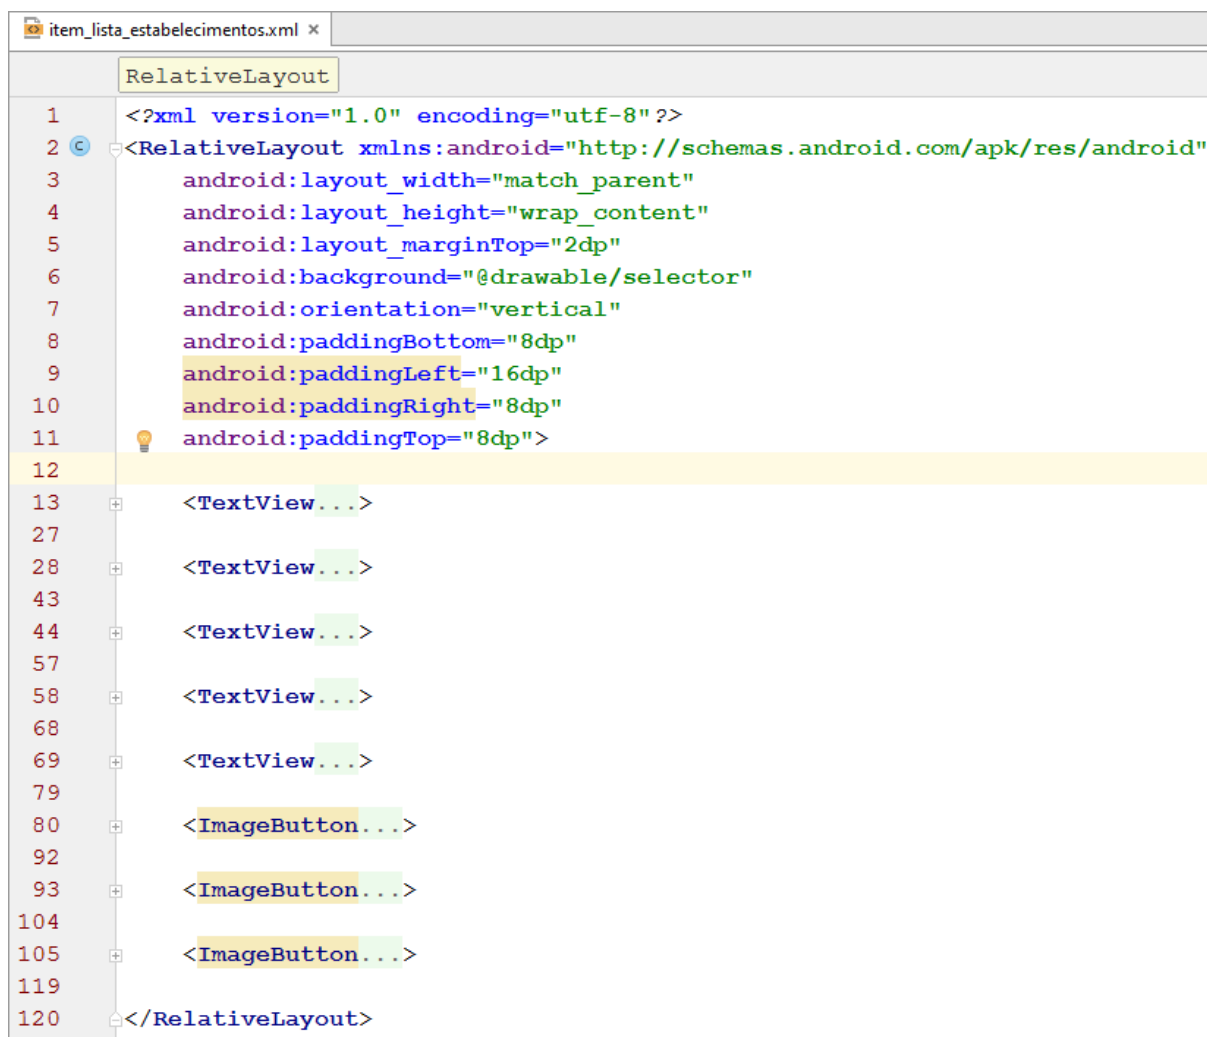 item_lista_estabelecimentos.xml ×
RelativeLayout
1 <?xml version="1.0" encoding="utf-8"?>
2 C <RelativeLayout xmlns:android="http://schemas.android.com/apk/res/android"
3 android:layout_width="match_parent"
4 android:layout_height="wrap_content"
5 android:layout_marginTop="2dp"
6 android:background="@drawable/selector"
7 android:orientation="vertical"
8 android:paddingBottom="8dp"
9 android:paddingLeft="16dp"
10 android:paddingRight="8dp"
11 android:paddingTop="8dp">
12
13 <TextView...>
27
28 <TextView...>
43
44 <TextView...>
57
58 <TextView...>
68
69 <TextView...>
79
80 <ImageButton...>
92
93 <ImageButton...>
104
105 <ImageButton...>
119
120 </RelativeLayout>